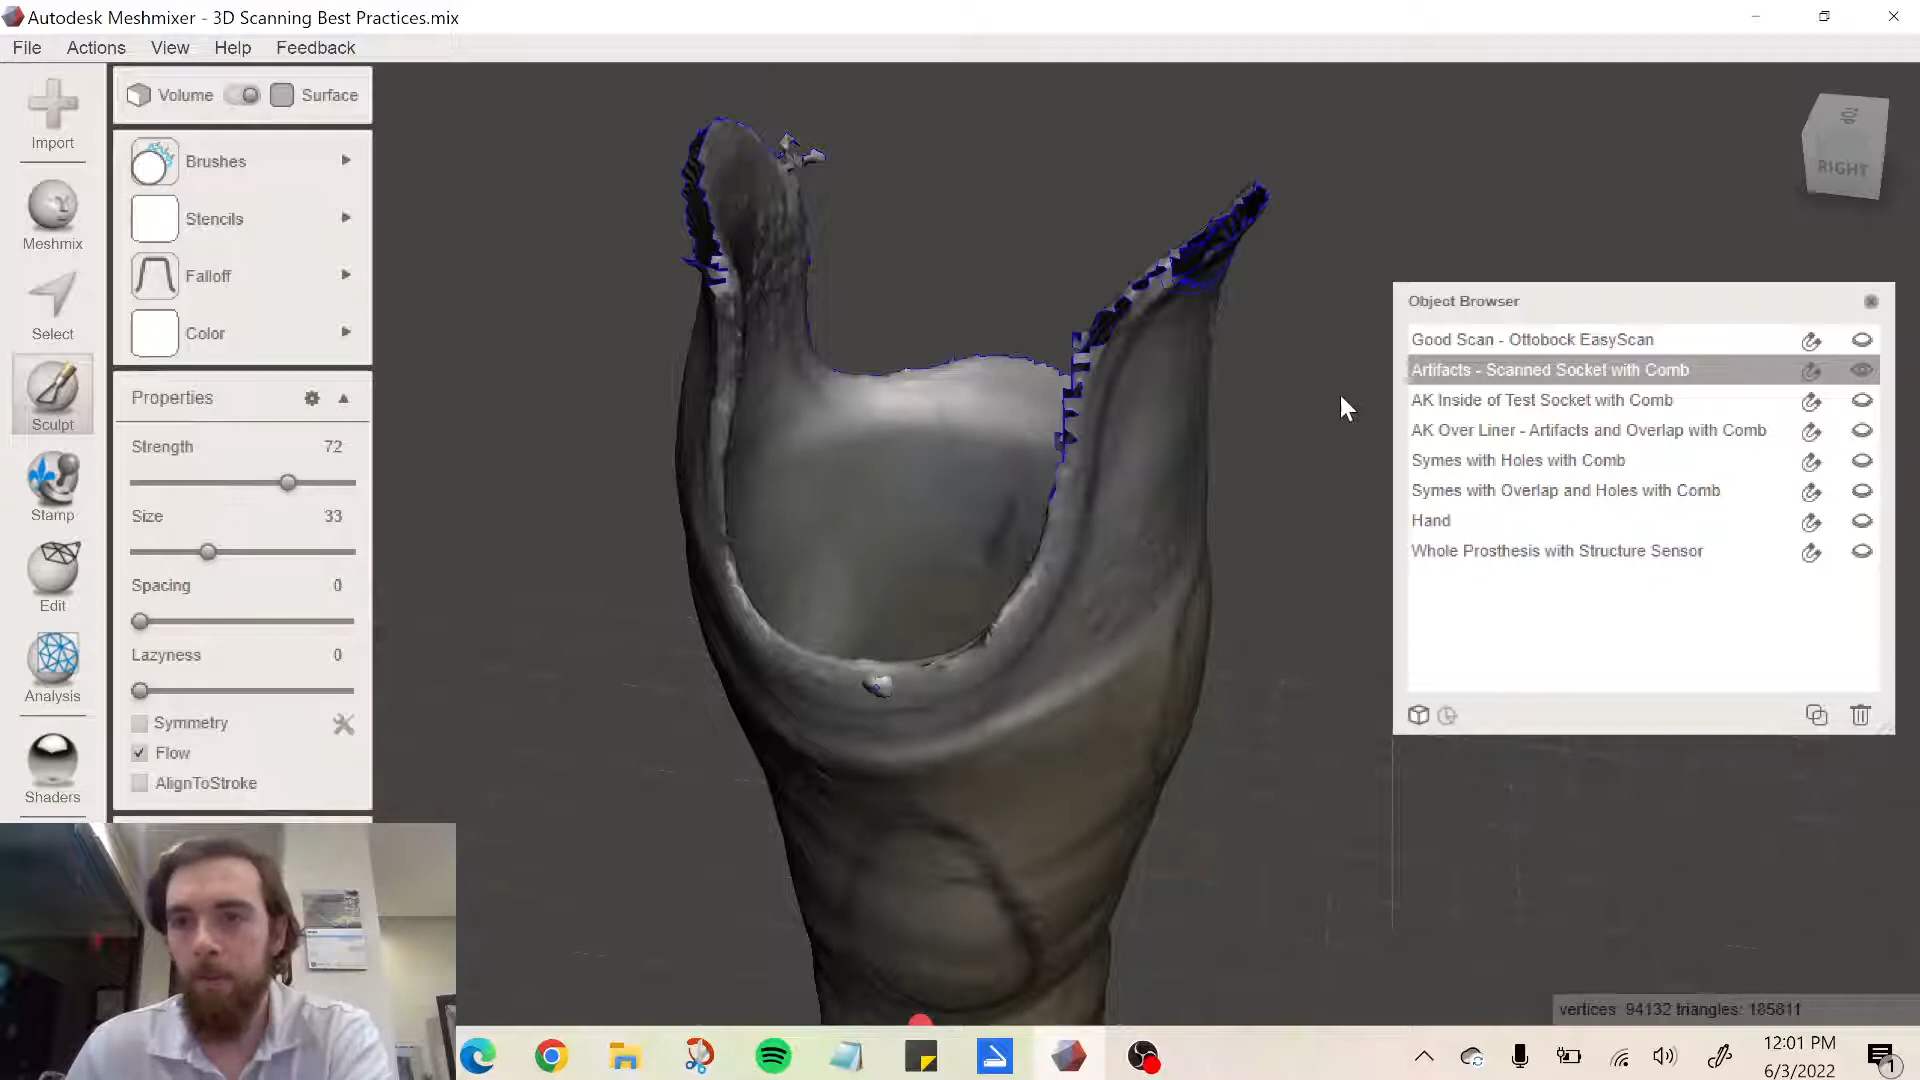 Autodesk Meshmixer - 3D Scanning Best Practices.mix
File Actions View Help Feedback
Import
Meshmix
Select
Sculpt
Stamp
Edit
Analysis
Shaders
Volume Surface
Brushes
Stencils
Falloff
Color
Properties
Strength 72
Size 33
Spacing 0
Lazyness 0
Symmetry
Flow
AlignToStroke
TOP
RIGHT
Object Browser
Good Scan - Ottobock EasyScan
Artifacts - Scanned Socket with Comb
AK Inside of Test Socket with Comb
AK Over Liner - Artifacts and Overlap with Comb
Symes with Holes with Comb
Symes with Overlap and Holes with Comb
Hand
Whole Prosthesis with Structure Sensor
vertices: 94132 triangles: 185811
12:01 PM
6/3/2022
1